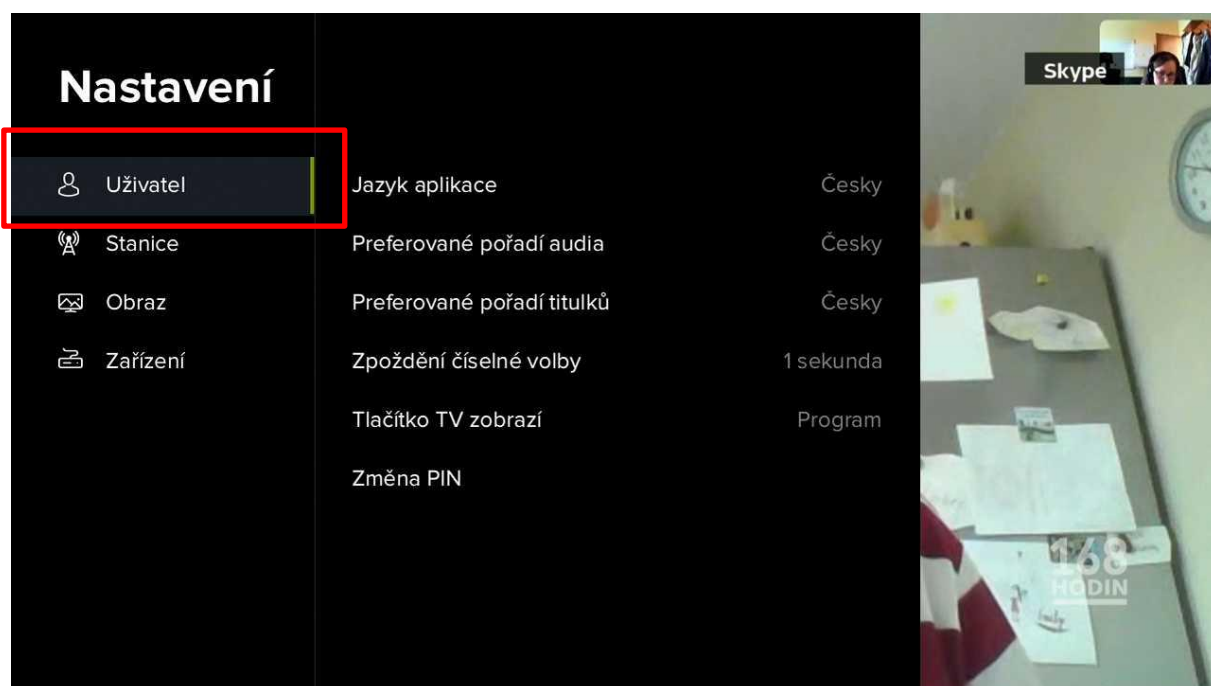 Nastavení
Uživatel
Stanice
Obraz
Zařízení
Jazyk aplikace Česky
Preferované pořadí audia Česky
Preferované pořadí titulků Česky
Zpoždění číselné volby 1 sekunda
Tlačítko TV zobrazí Program
Změna PIN
Skype
168
HODIN